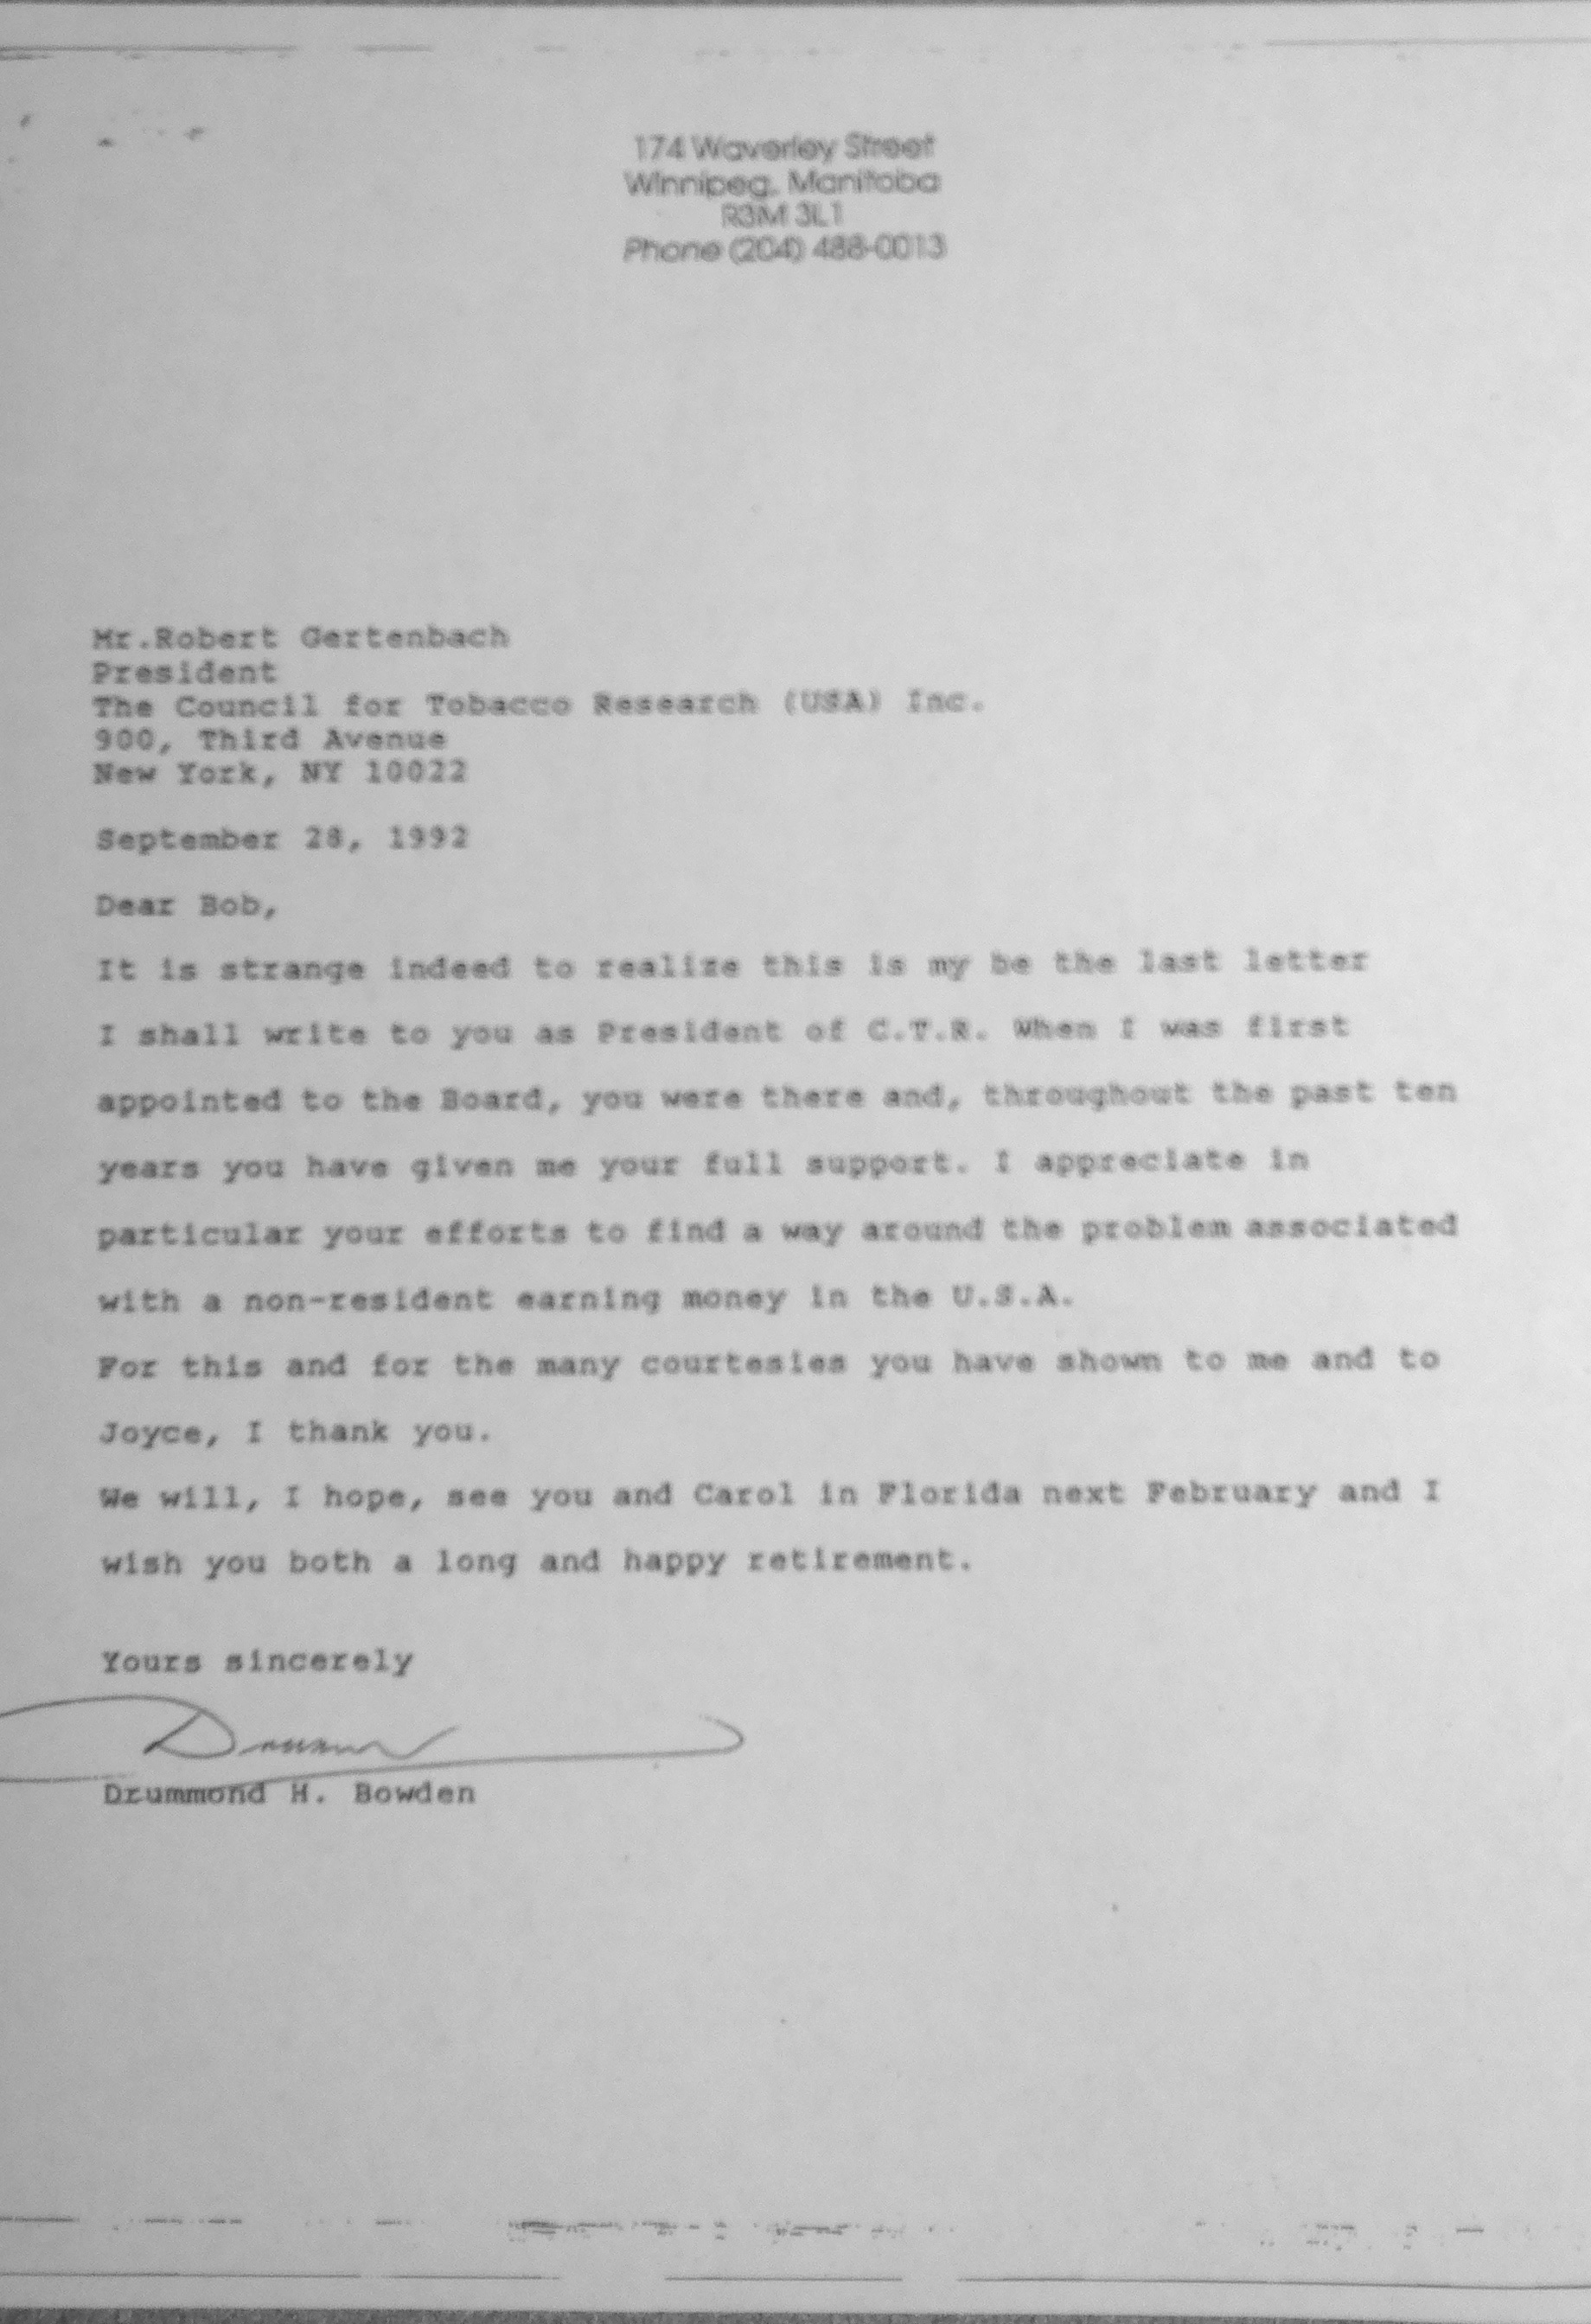 174 Waverley Street
Winnipeg, Manitoba
R3M 3L1
Phone (204) 488-0013
Mr.Robert Gertenbach
President
The Council for Tobacco Research (USA) Inc.
900, Third Avenue
New York, NY 10022
September 28, 1992
Dear Bob,
It is strange indeed to realize this is my be the last letter
I shall write to you as President of C.T.R. When I was first
appointed to the Board, you were there and, throughout the past ten
years you have given me your full support. I appreciate in
particular your efforts to find a way around the problem associated
with a non-resident earning money in the U.S.A.
For this and for the many courtesies you have shown to me and to
Joyce, I thank you.
We will, I hope, see you and Carol in Florida next February and I
wish you both a long and happy retirement.
Yours sincerely
Drummond H. Bowden